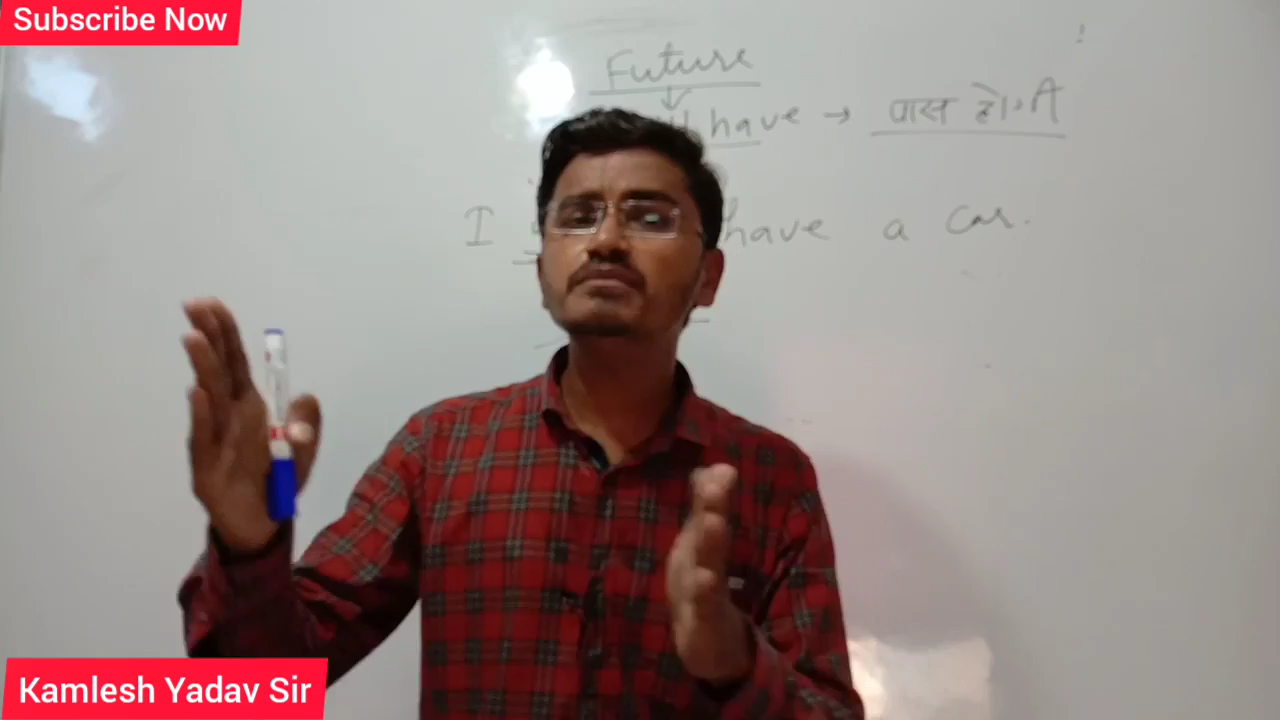 Subscribe Now
Future
have → पास
I have a car.
Kamlesh Yadav Sir